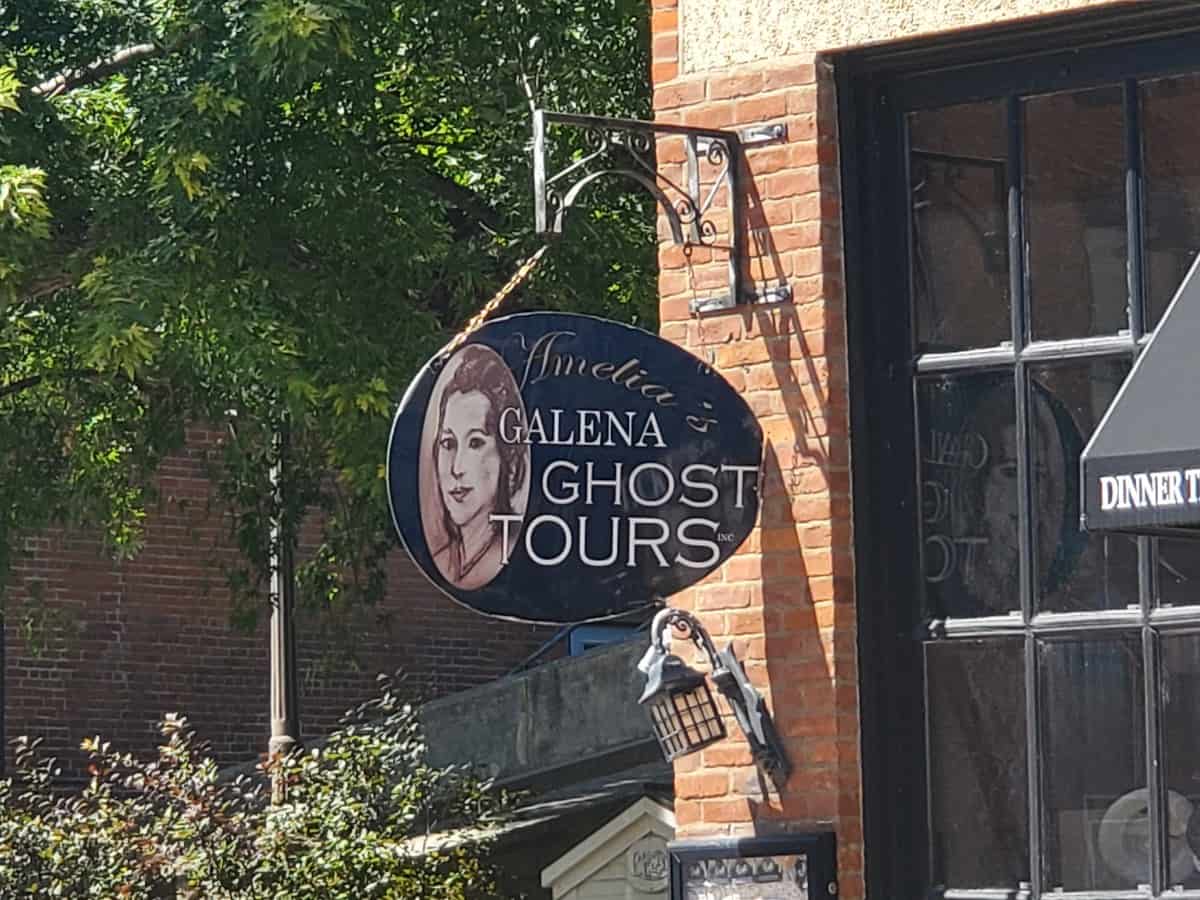 Amelia's
GALENA
GHOST
TOURS INC
DINNER